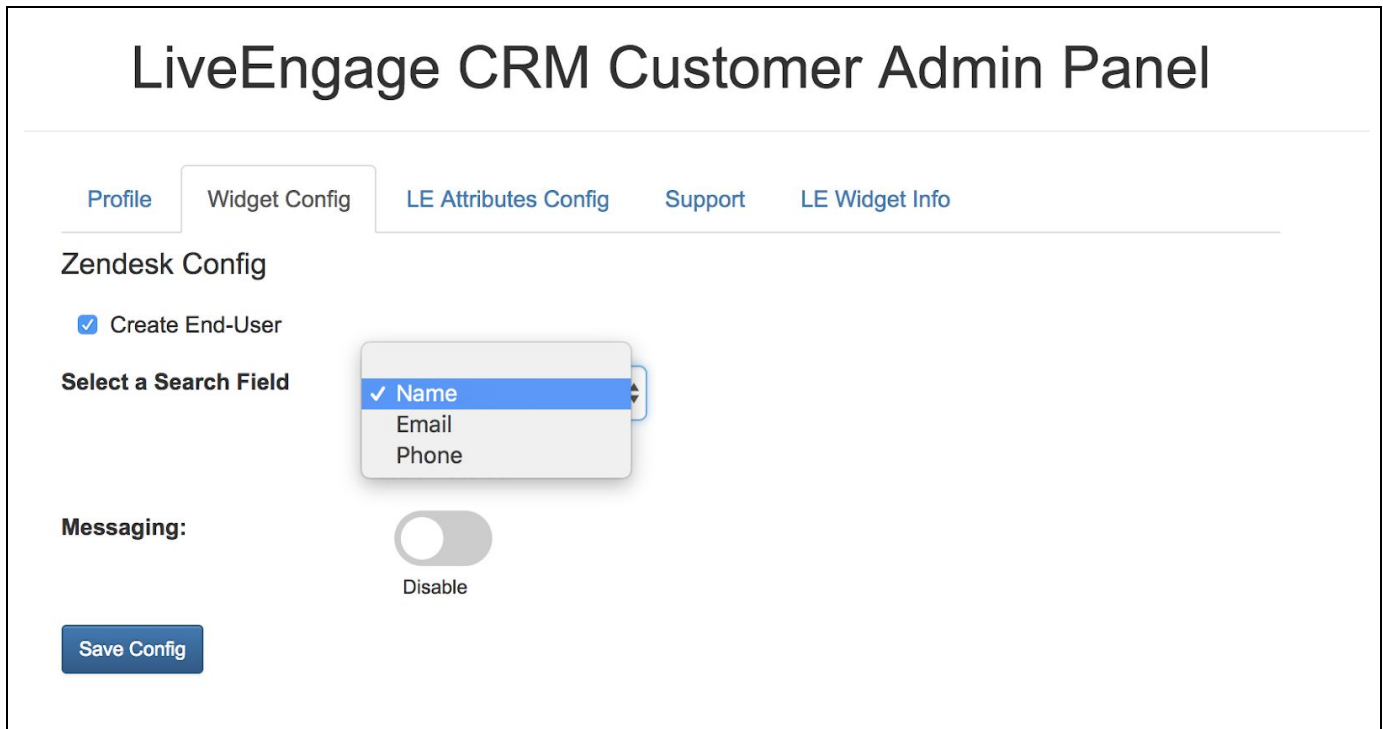 LiveEngage CRM Customer Admin Panel
Profile Widget Config LE Attributes Config Support LE Widget Info
Zendesk Config
Create End-User
Select a Search Field
Name
Email
Phone
Messaging:
Disable
Save Config